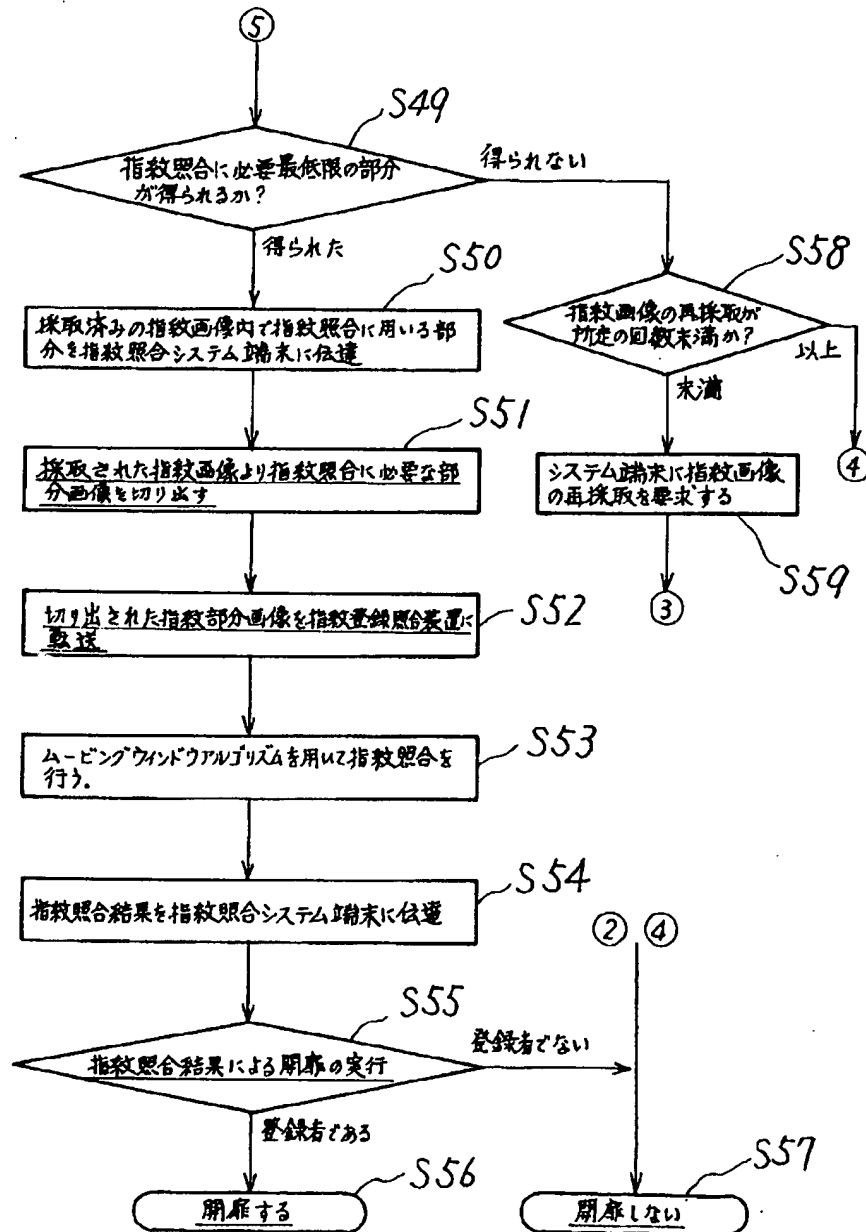 ⑤
S49
指紋照合に必要最低限の部分
が得られるか?
得られない
得られた
S50
採取済みの指紋画像内で指紋照合に用いる部
分を指紋照合システム端末に伝達
S58
指紋画像の再採取が
所定の回数未満か?
以上
未満
④
S51
採取された指紋画像より指紋照合に必要な部
分画像を切り出す
システム端末に指紋画像
の再採取を要求する
S59
③
S52
切り出された指紋部分画像を指紋登録照合装置に
転送
S53
ムービングウィンドウアルゴリズムを用いて指紋照合を
行う。
S54
指紋照合結果を指紋照合システム端末に伝達
② ④
S55
指紋照合結果による開扉の実行
登録者でない
登録者である
S56
開扉する
S57
開扉しない